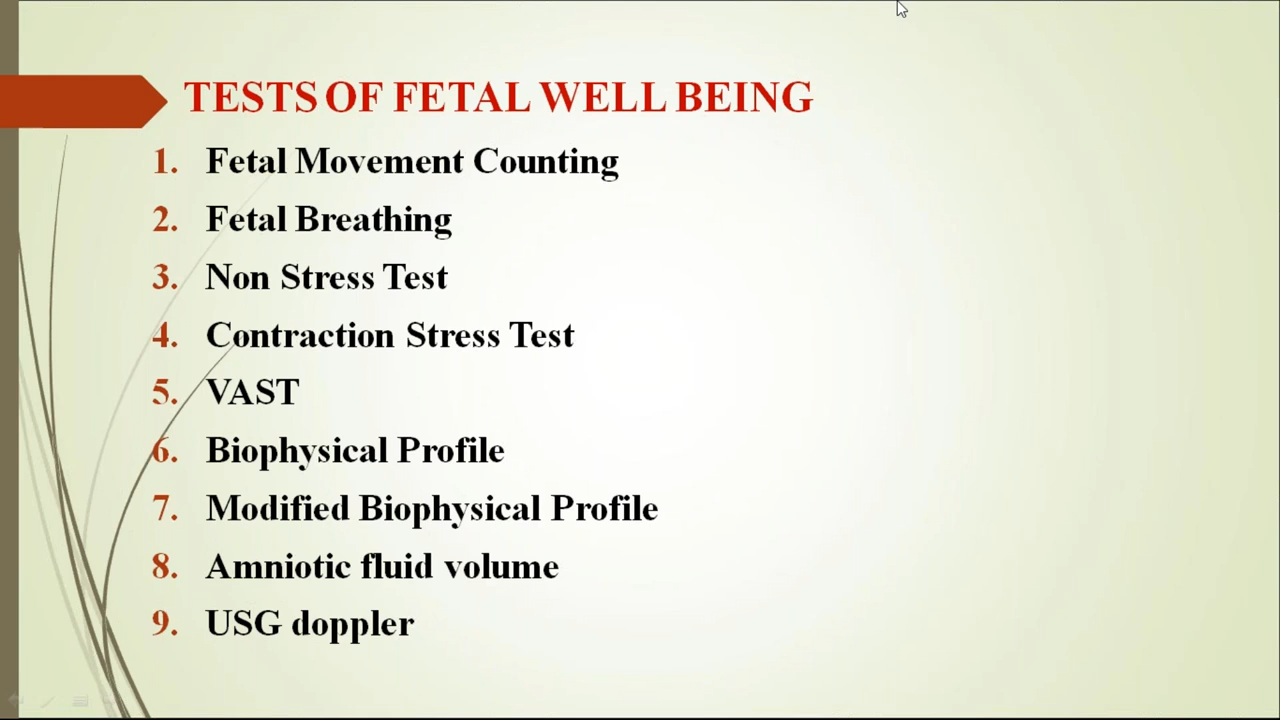 TESTS OF FETAL WELL BEING
1. Fetal Movement Counting
2. Fetal Breathing
3. Non Stress Test
4. Contraction Stress Test
5. VAST
6. Biophysical Profile
7. Modified Biophysical Profile
8. Amniotic fluid volume
9. USG doppler